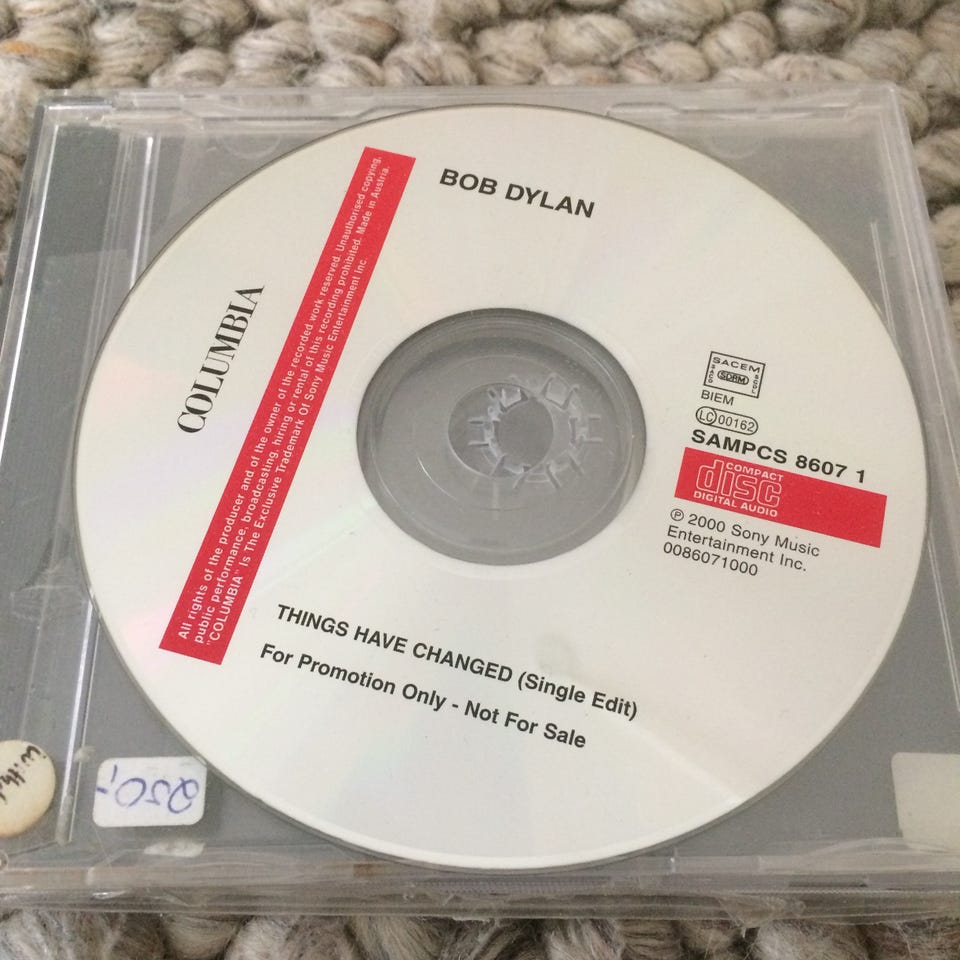 BOB DYLAN
COLUMBIA
All rights of the producer and of the owner of the recorded work reserved. Unauthorised copying,
public performance, broadcasting, hiring or rental of this recording prohibited. Made in Austria.
"COLUMBIA" Is The Exclusive Trademark Of Sony Music Entertainment Inc.
SACEM
SDRM
SACD
SGDL
BIEM
LC 00162
SAMPCS 8607 1
COMPACT
disc
DIGITAL AUDIO
℗ 2000 Sony Music
Entertainment Inc.
0086071000
THINGS HAVE CHANGED (Single Edit)
For Promotion Only - Not For Sale
250,-